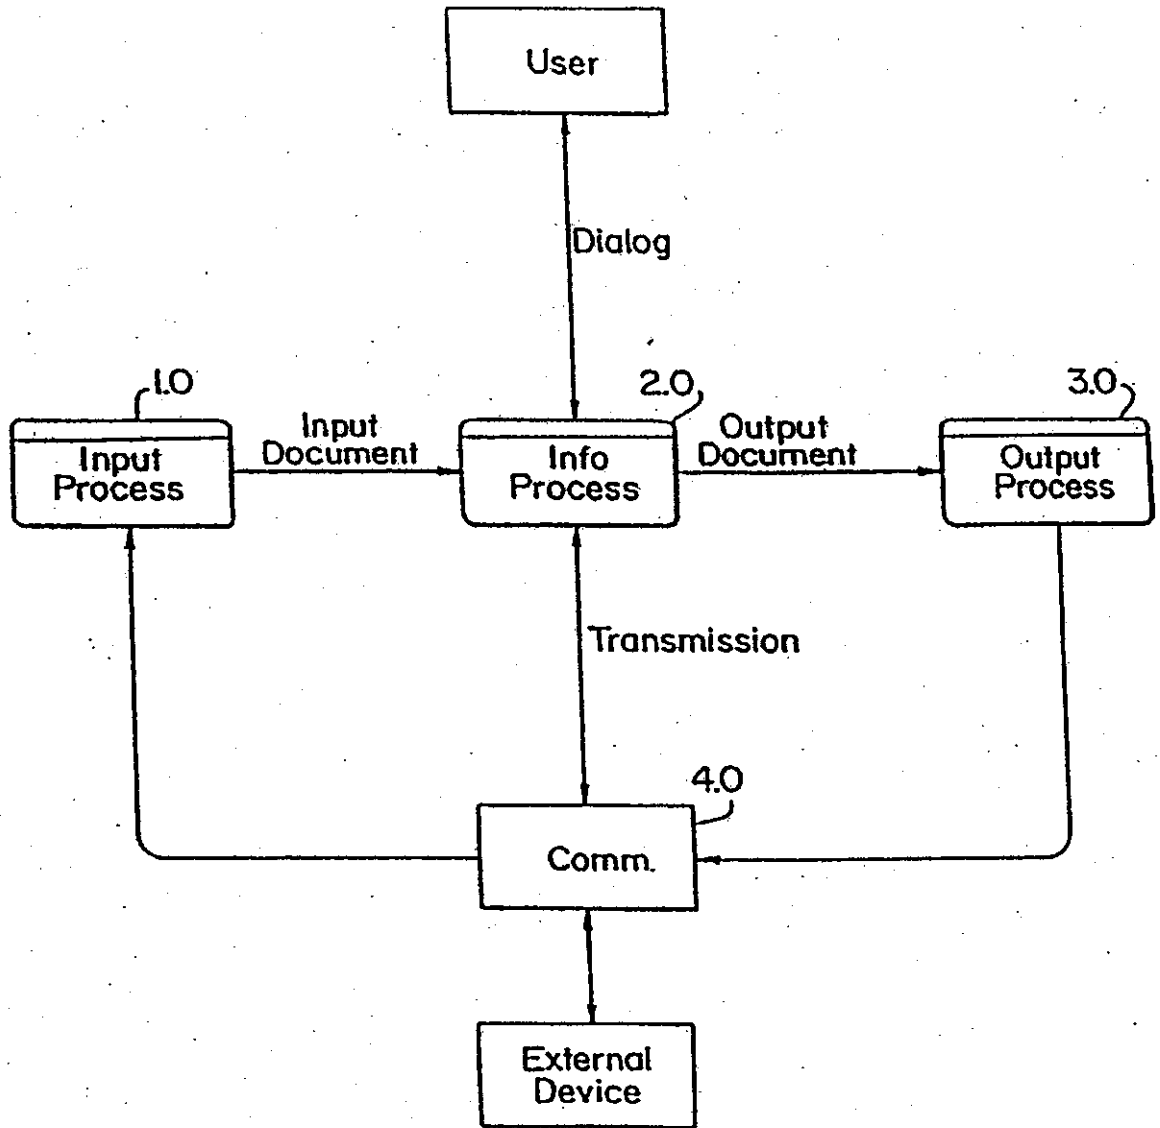 User
Dialog
1.0
2.0
3.0
Input
Process
Input
Document
Info
Process
Output
Document
Output
Process
Transmission
4.0
Comm.
External
Device